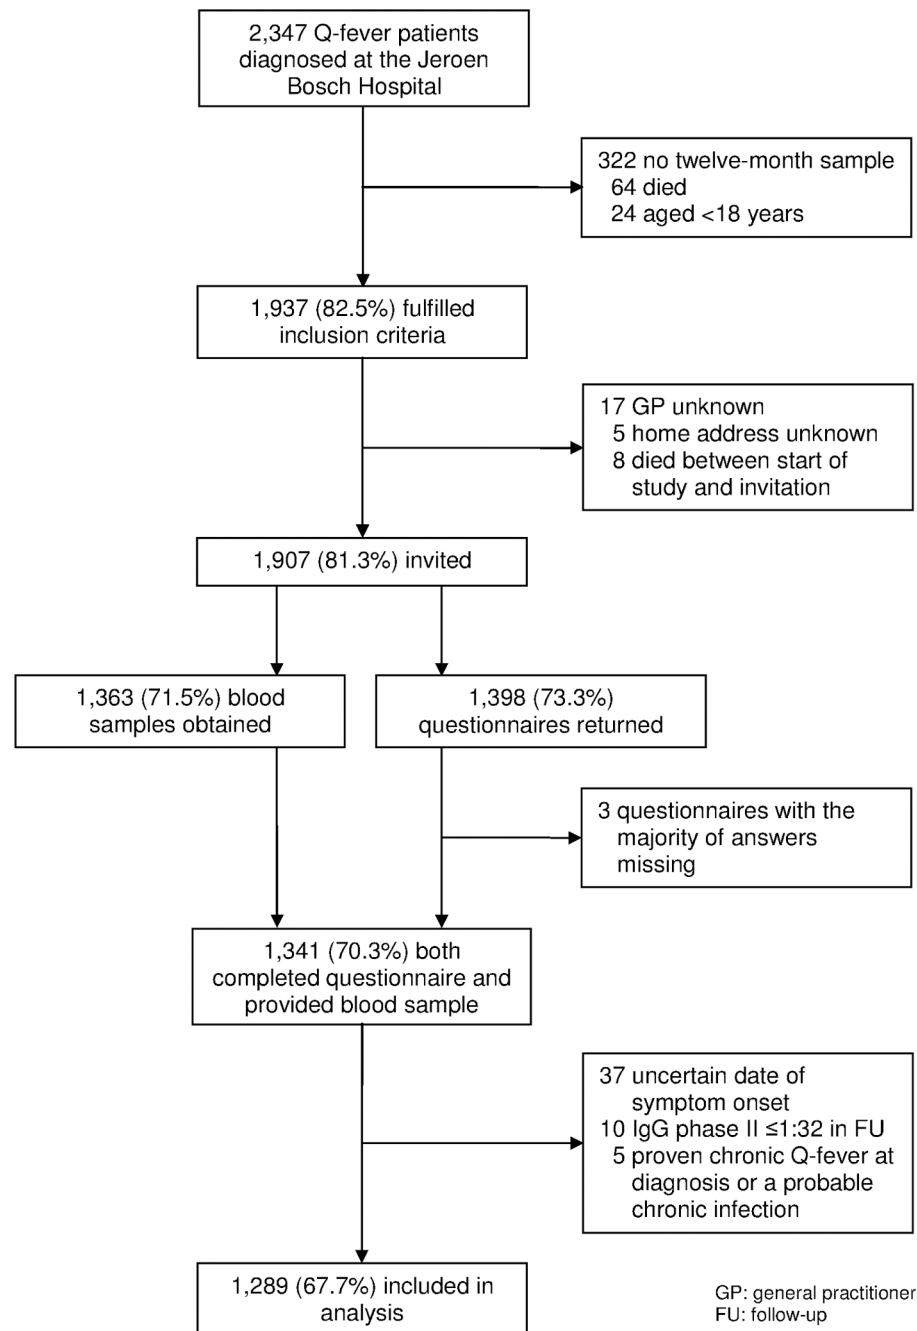 2,347 Q-fever patients
diagnosed at the Jeroen
Bosch Hospital
322 no twelve-month sample
64 died
24 aged <18 years
1,937 (82.5%) fulfilled
inclusion criteria
17 GP unknown
5 home address unknown
8 died between start of
study and invitation
1,907 (81.3%) invited
1,363 (71.5%) blood
samples obtained
1,398 (73.3%)
questionnaires returned
3 questionnaires with the
majority of answers
missing
1,341 (70.3%) both
completed questionnaire and
provided blood sample
37 uncertain date of
symptom onset
10 IgG phase II ≤1:32 in FU
5 proven chronic Q-fever at
diagnosis or a probable
chronic infection
1,289 (67.7%) included in
analysis
GP: general practitioner
FU: follow-up